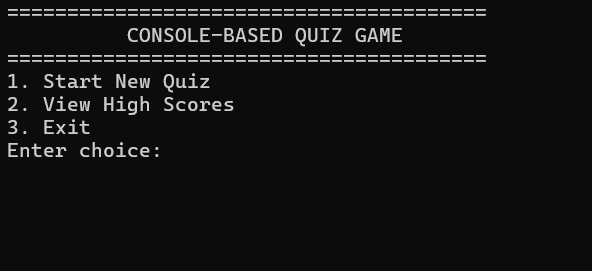 ========================================
CONSOLE-BASED QUIZ GAME
========================================
1. Start New Quiz
2. View High Scores
3. Exit
Enter choice: